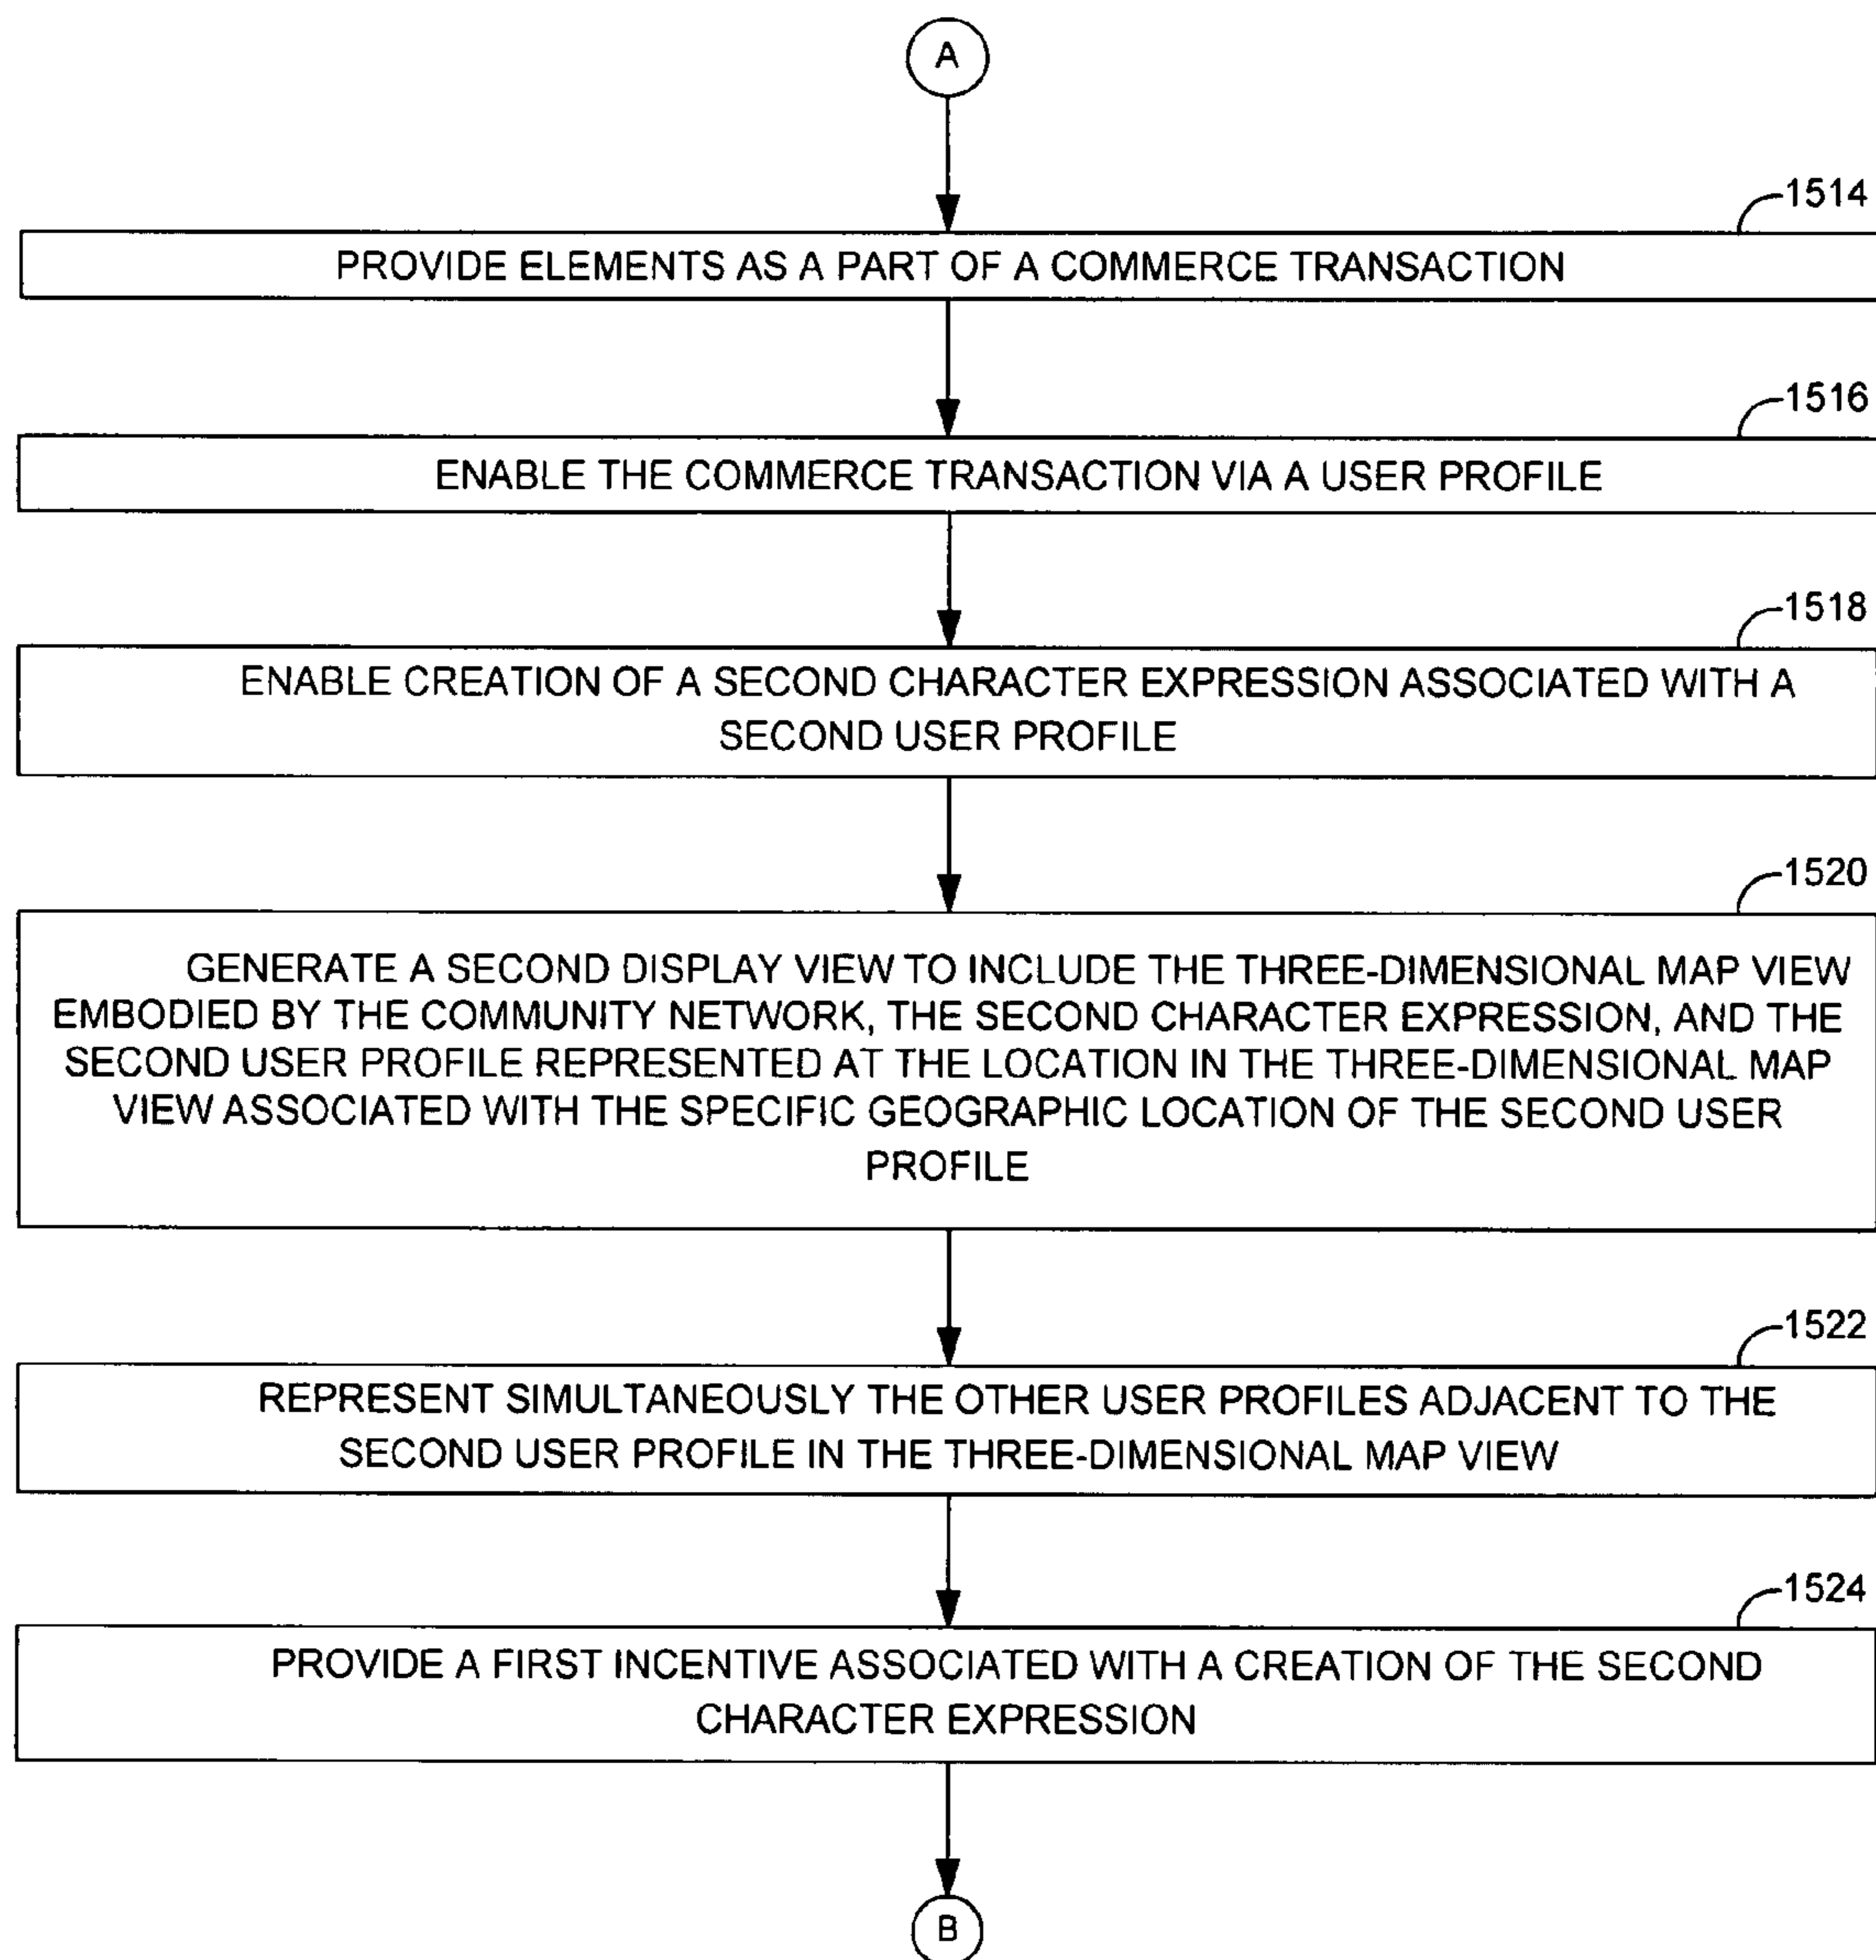 A
1514
PROVIDE ELEMENTS AS A PART OF A COMMERCE TRANSACTION
1516
ENABLE THE COMMERCE TRANSACTION VIA A USER PROFILE
1518
ENABLE CREATION OF A SECOND CHARACTER EXPRESSION ASSOCIATED WITH A
SECOND USER PROFILE
1520
GENERATE A SECOND DISPLAY VIEW TO INCLUDE THE THREE-DIMENSIONAL MAP VIEW
EMBODIED BY THE COMMUNITY NETWORK, THE SECOND CHARACTER EXPRESSION, AND THE
SECOND USER PROFILE REPRESENTED AT THE LOCATION IN THE THREE-DIMENSIONAL MAP
VIEW ASSOCIATED WITH THE SPECIFIC GEOGRAPHIC LOCATION OF THE SECOND USER
PROFILE
1522
REPRESENT SIMULTANEOUSLY THE OTHER USER PROFILES ADJACENT TO THE
SECOND USER PROFILE IN THE THREE-DIMENSIONAL MAP VIEW
1524
PROVIDE A FIRST INCENTIVE ASSOCIATED WITH A CREATION OF THE SECOND
CHARACTER EXPRESSION
B